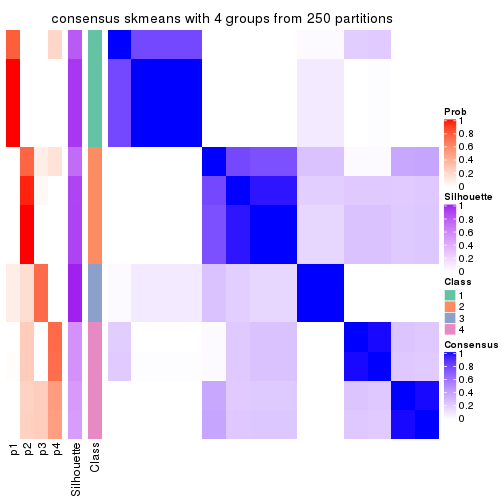 consensus skmeans with 4 groups from 250 partitions
Prob
1
0.8
0.6
0.4
0.2
0
Silhouette
1
0.8
0.6
0.4
0.2
0
Class
1
2
3
4
Consensus
1
0.8
0.6
0.4
0.2
0
p1
p2
p3
p4
Silhouette
Class